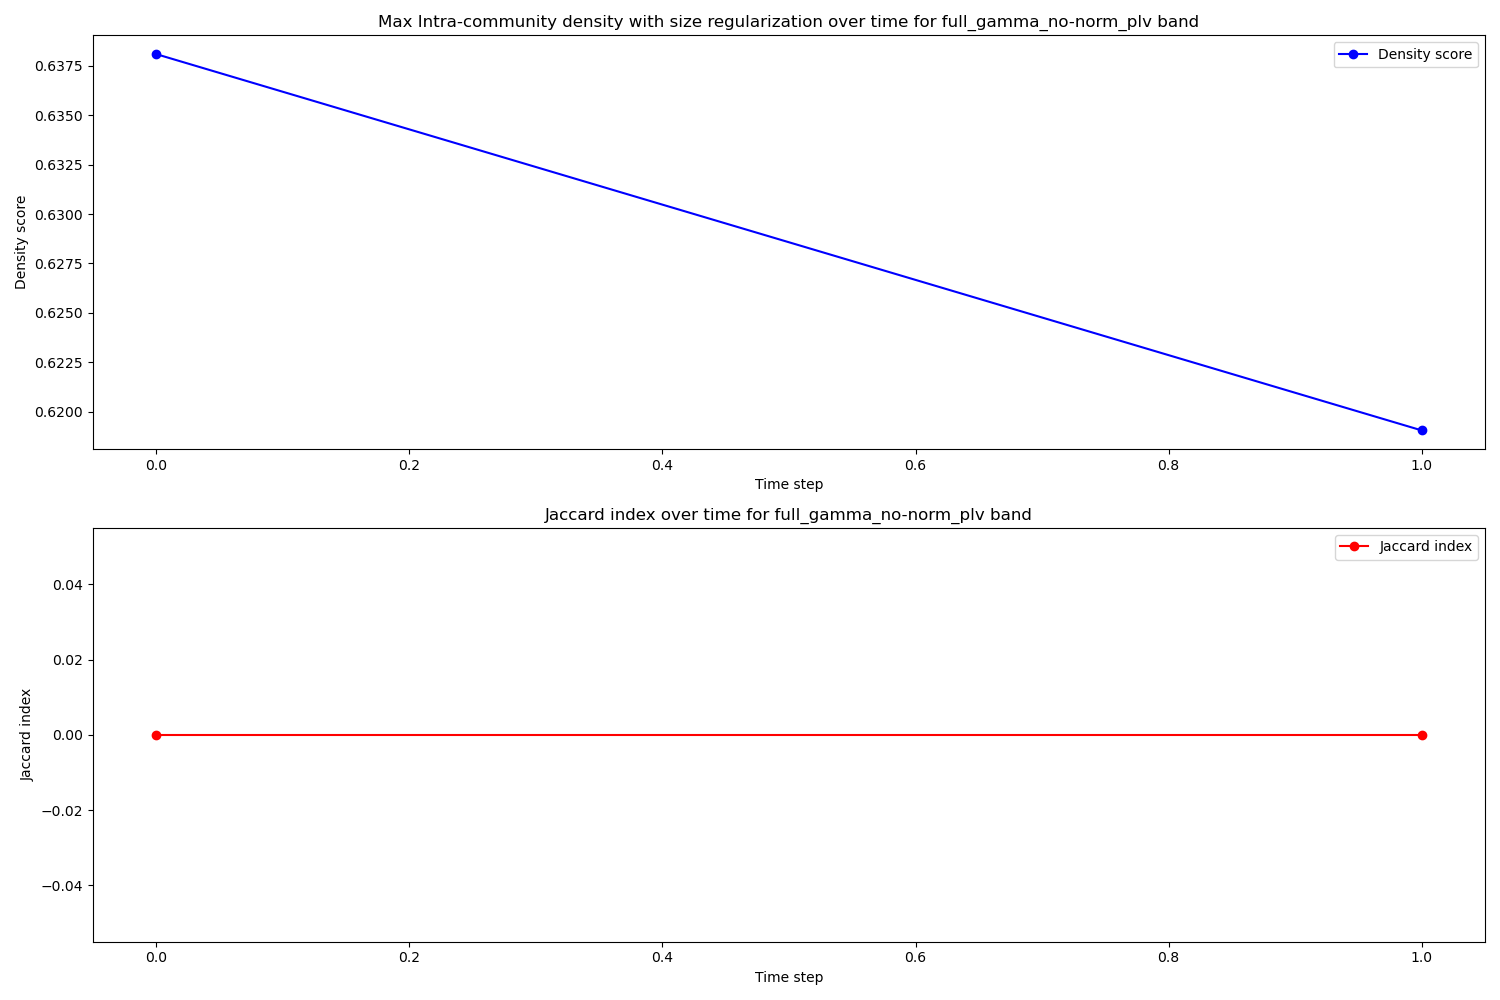 Max Intra-community density with size regularization over time for full_gamma_no-norm_plv band
Density score
0.6375
0.6350
0.6325
0.6300
0.6275
0.6250
0.6225
0.6200
Density score
0.0 0.2 0.4 0.6 0.8 1.0
Time step
Jaccard index over time for full_gamma_no-norm_plv band
Jaccard index
0.04
0.02
0.00
−0.02
−0.04
Jaccard index
0.0 0.2 0.4 0.6 0.8 1.0
Time step